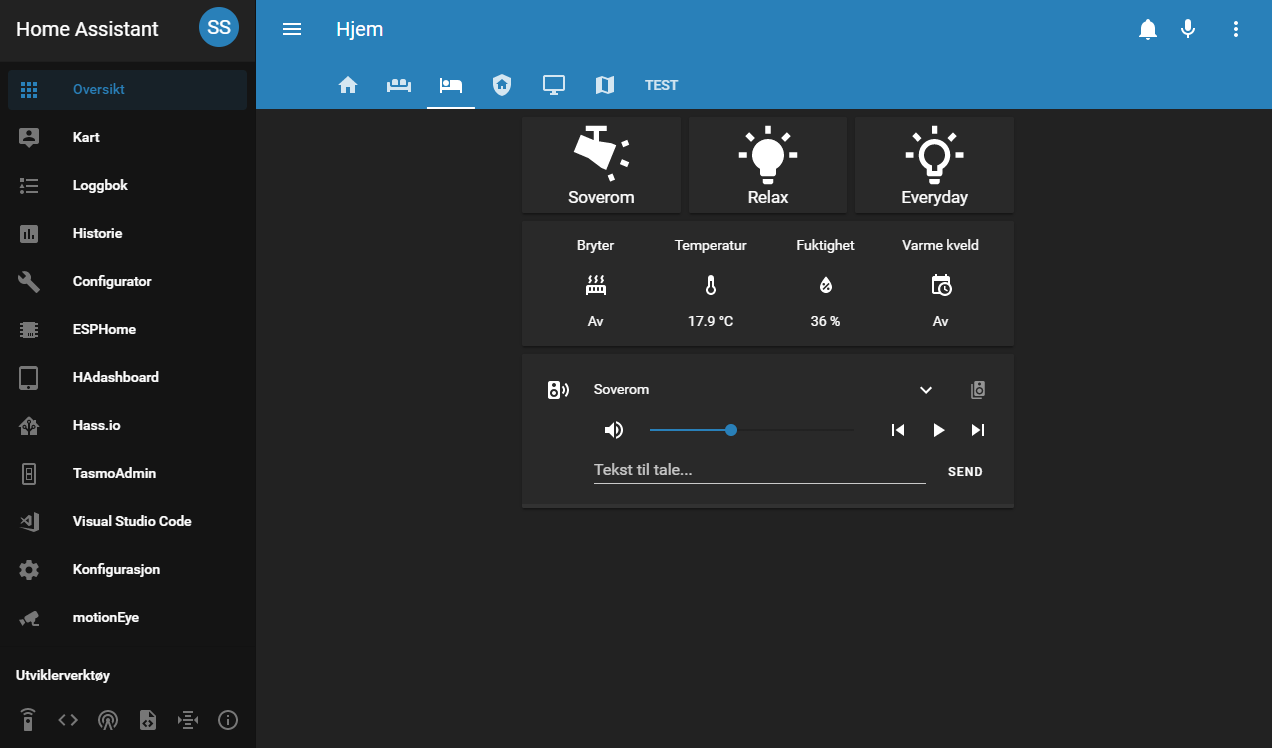 Home Assistant
SS
Hjem
TEST
Oversikt
Kart
Loggbok
Historie
Configurator
ESPHome
HAdashboard
Hass.io
TasmoAdmin
Visual Studio Code
Konfigurasjon
motionEye
Utviklerverktøy
Soverom
Relax
Everyday
Bryter
Temperatur
Fuktighet
Varme kveld
Av
17.9 °C
36 %
Av
Soverom
Tekst til tale...
SEND